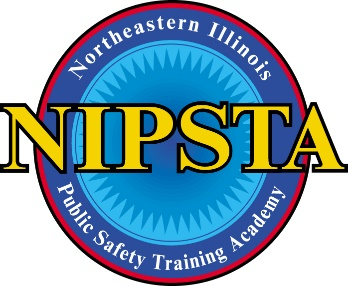 Northeastern Illinois
NIPSTA
Public Safety Training Academy